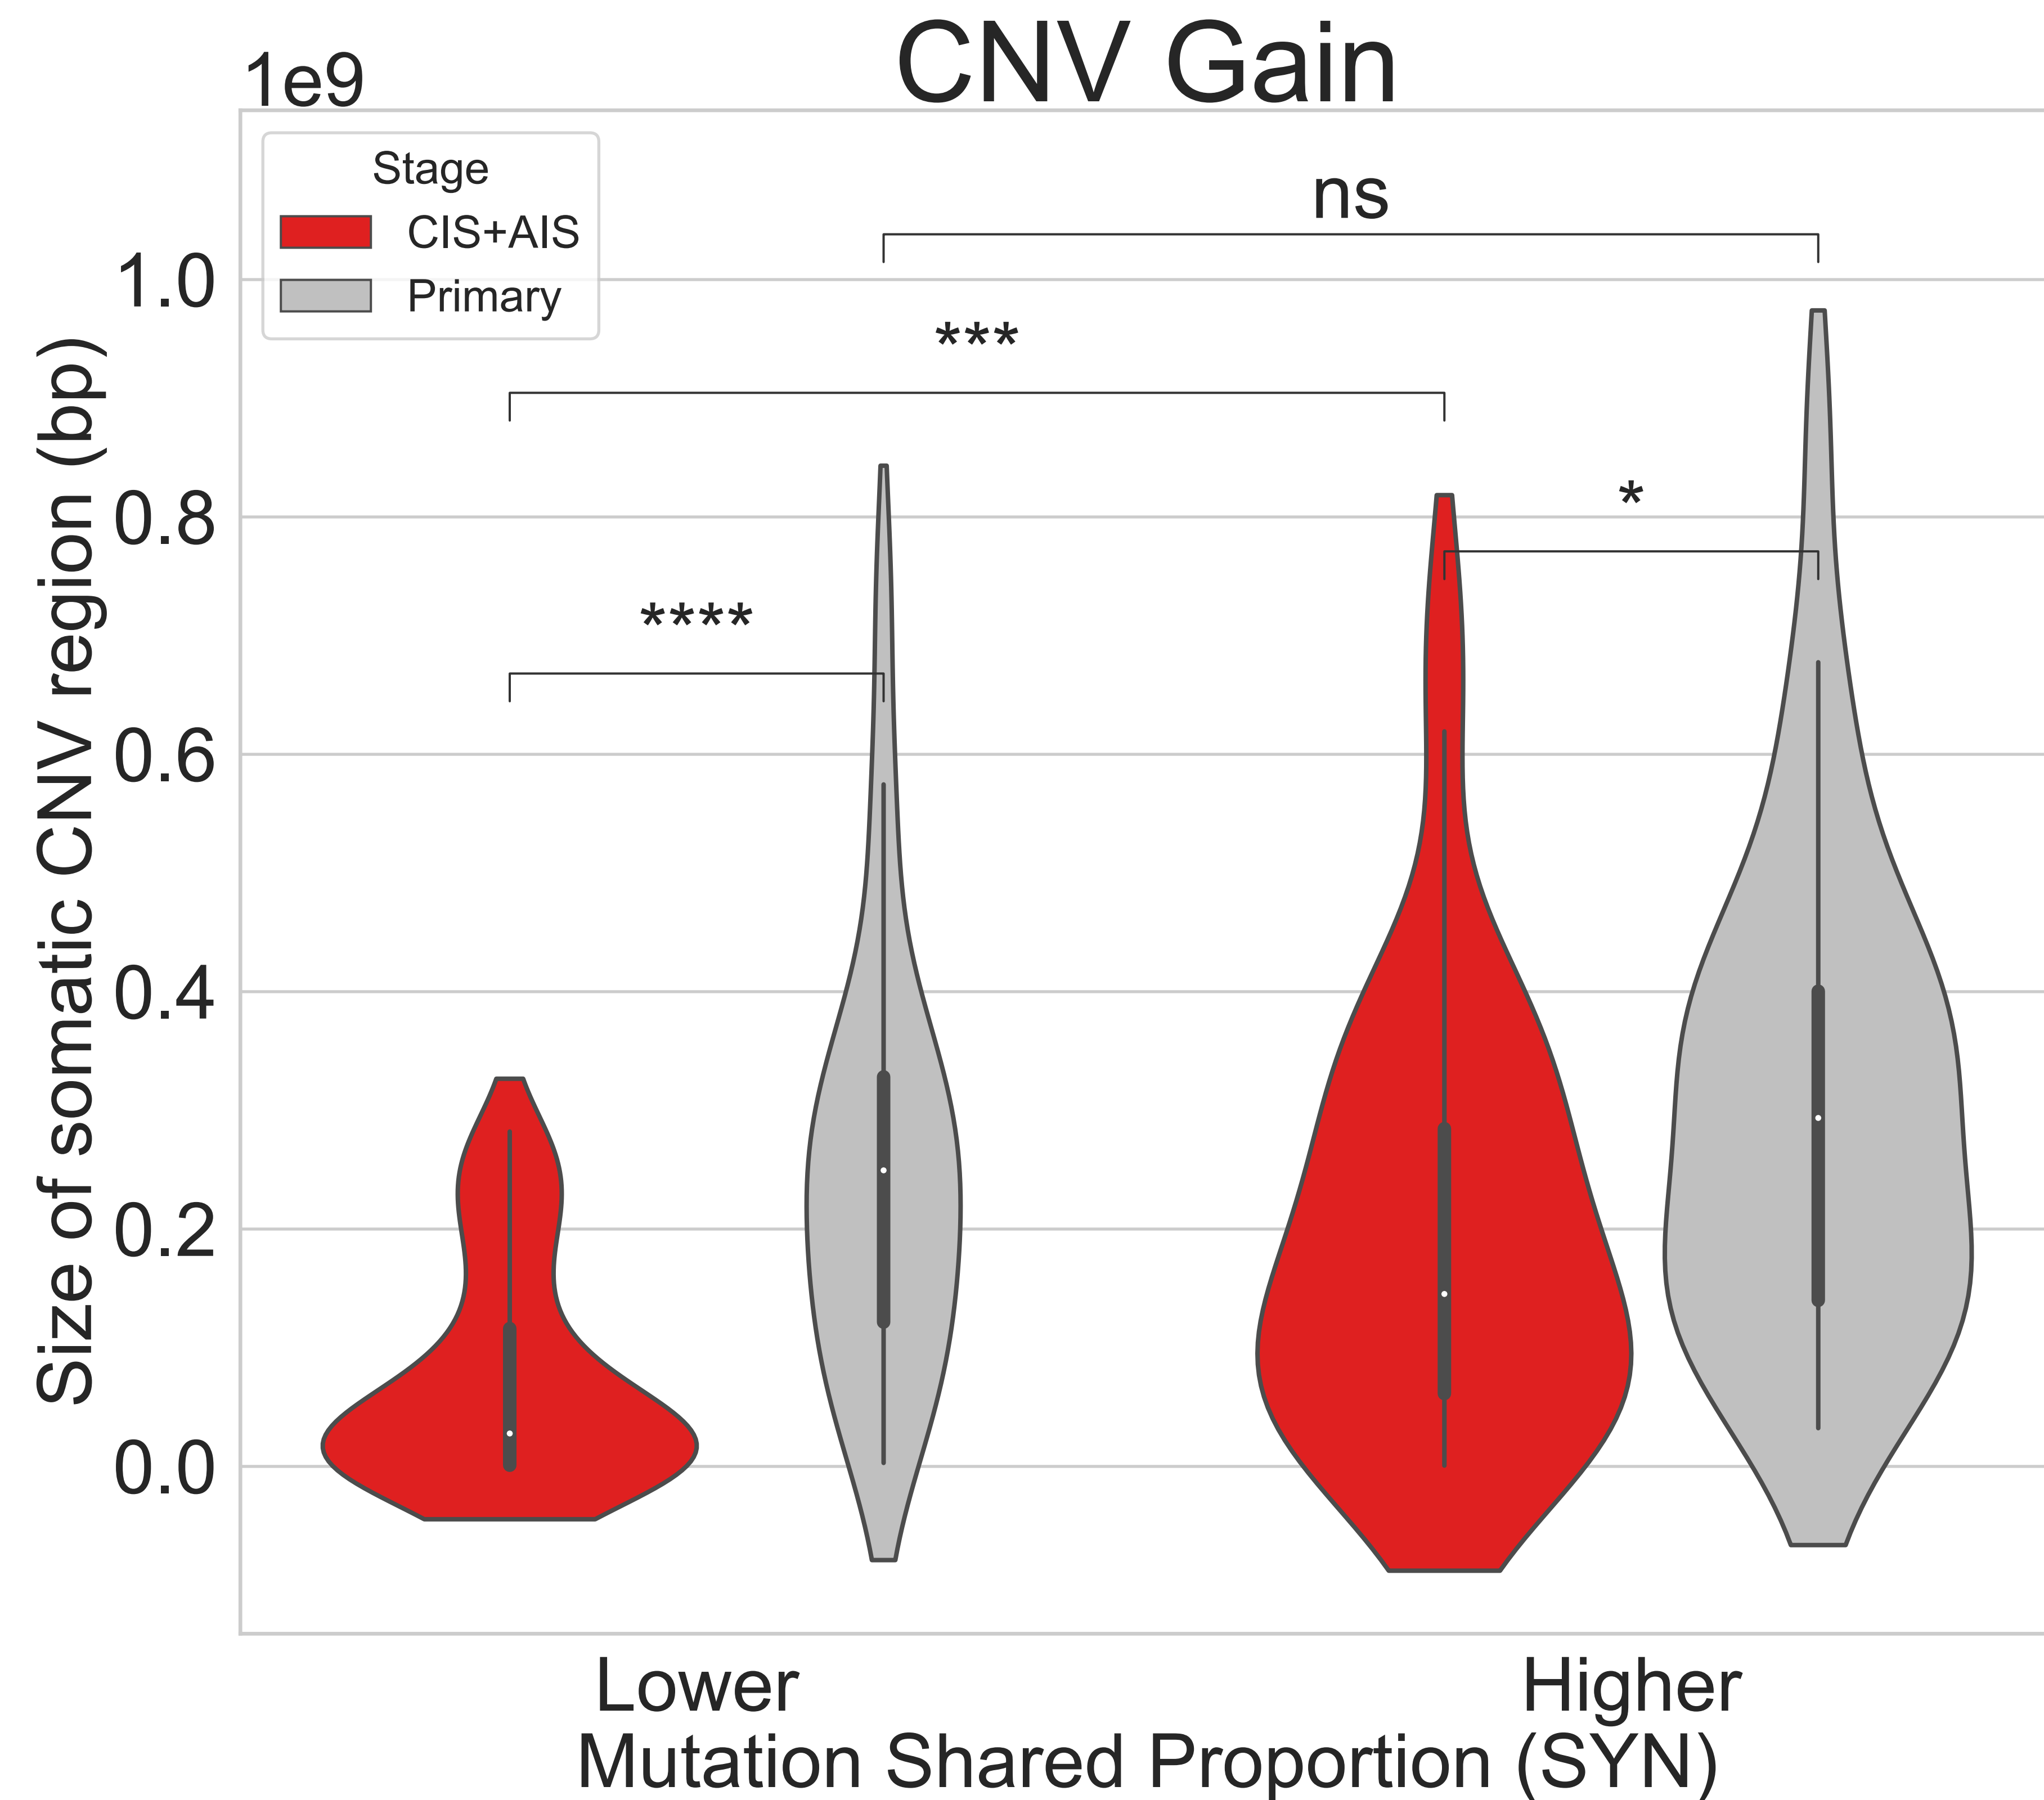 CNV Gain
1e9
Stage
CIS+AIS
Primary
ns
***
*
****
1.0
0.8
0.6
0.4
0.2
0.0
Size of somatic CNV region (bp)
Lower
Higher
Mutation Shared Proportion (SYN)